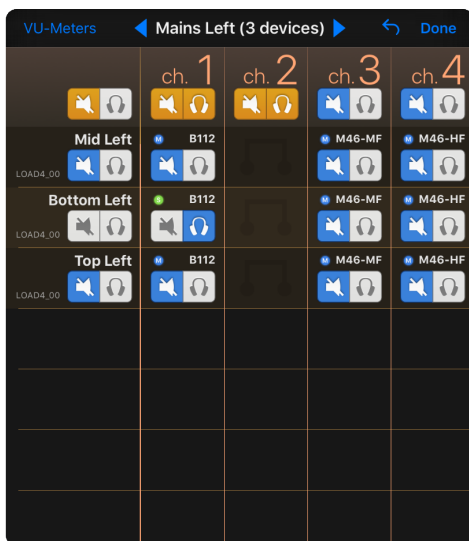 VU-Meters Mains Left (3 devices) Done
ch. 1 ch. 2 ch. 3 ch. 4
Mid Left M B112 M M46-MF M M46-HF
LOAD4_00
Bottom Left S B112 M M46-MF M M46-HF
LOAD4_00
Top Left M B112 M M46-MF M M46-HF
LOAD4_00